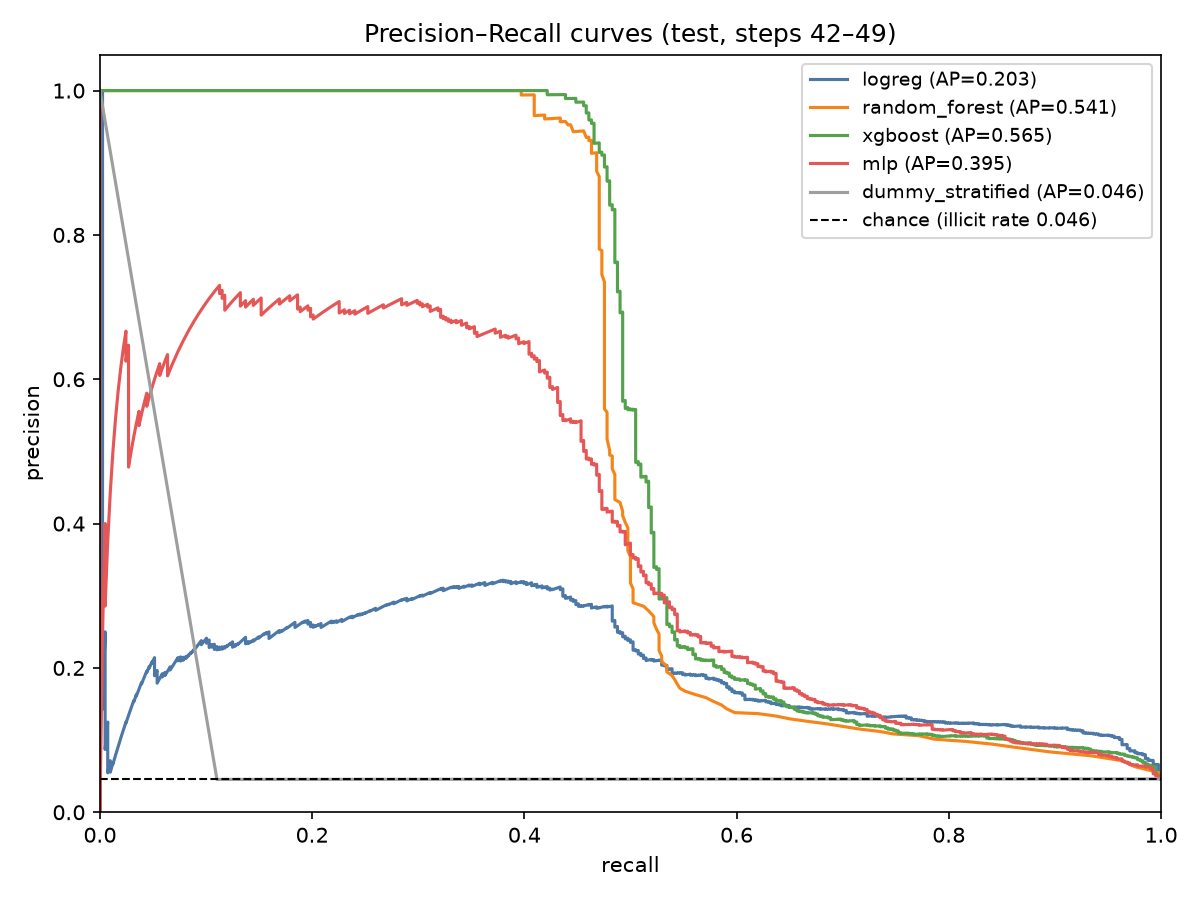 Precision–Recall curves (test, steps 42–49)
logreg (AP=0.203)
random_forest (AP=0.541)
xgboost (AP=0.565)
mlp (AP=0.395)
dummy_stratified (AP=0.046)
chance (illicit rate 0.046)
precision
1.0
0.8
0.6
0.4
0.2
0.0
0.0 0.2 0.4 0.6 0.8 1.0
recall